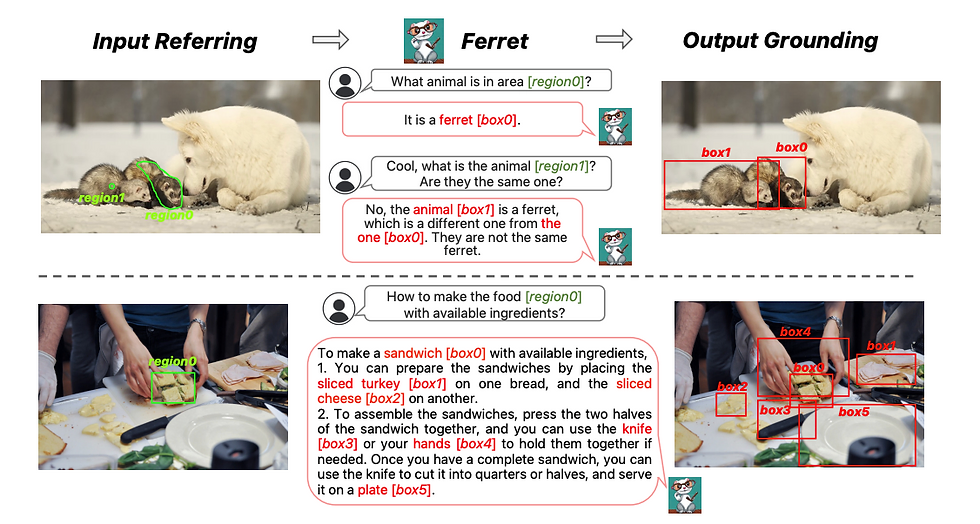 Input Referring
Ferret
Output Grounding
What animal is in area [region0]?
It is a ferret [box0].
Cool, what is the animal [region1]?
Are they the same one?
No, the animal [box1] is a ferret,
which is a different one from the
one [box0]. They are not the same
ferret.
region1
region0
box1
box0
How to make the food [region0]
with available ingredients?
To make a sandwich [box0] with available ingredients,
1. You can prepare the sandwiches by placing the
sliced turkey [box1] on one bread, and the sliced
cheese [box2] on another.
2. To assemble the sandwiches, press the two halves
of the sandwich together, and you can use the knife
[box3] or your hands [box4] to hold them together if
needed. Once you have a complete sandwich, you can
use the knife to cut it into quarters or halves, and serve
it on a plate [box5].
region0
box4
box1
box0
box2
box3
box5